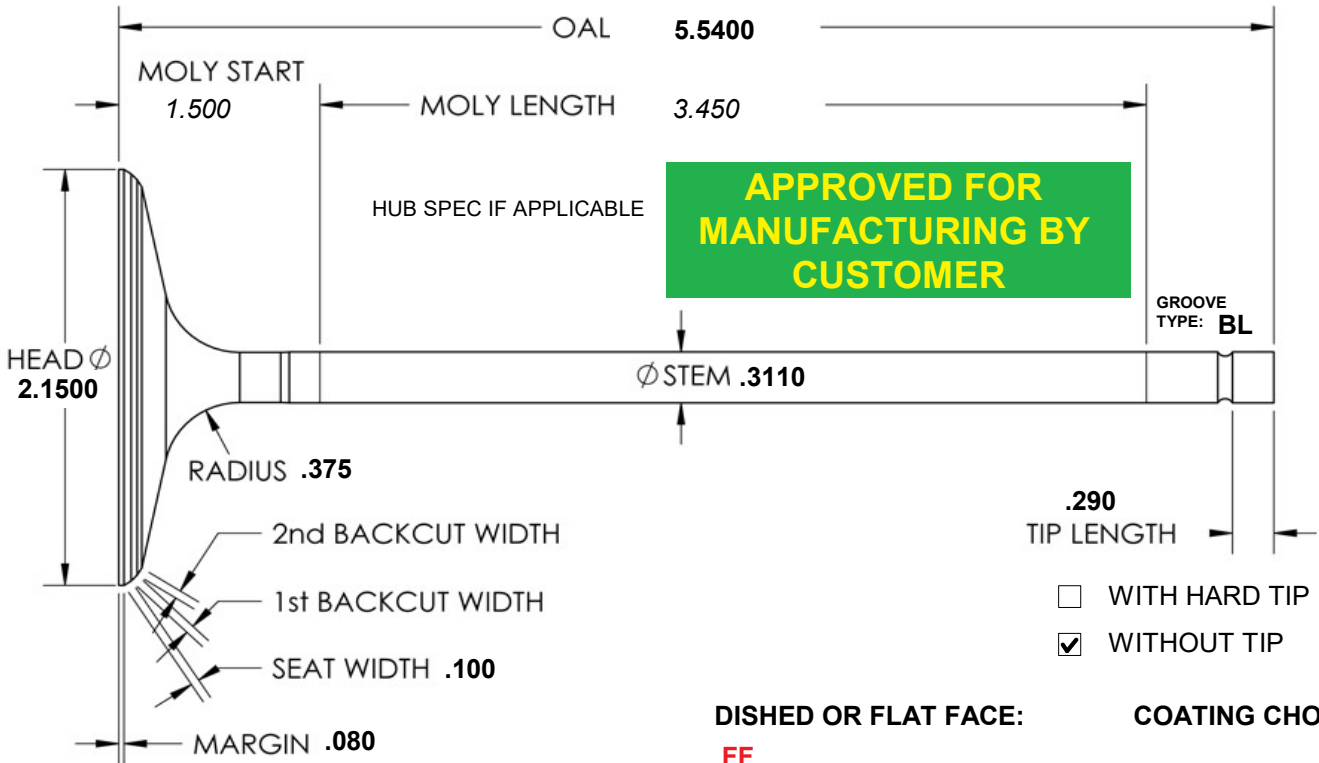 OAL 5.5400
MOLY START
1.500
MOLY LENGTH 3.450
HUB SPEC IF APPLICABLE
APPROVED FOR
MANUFACTURING BY
CUSTOMER
GROOVE
TYPE: BL
HEAD Ø
2.1500
Ø STEM .3110
RADIUS .375
.290
TIP LENGTH
2nd BACKCUT WIDTH
1st BACKCUT WIDTH
SEAT WIDTH .100
MARGIN .080
WITH HARD TIP
WITHOUT TIP
DISHED OR FLAT FACE:
COATING CHO
FF